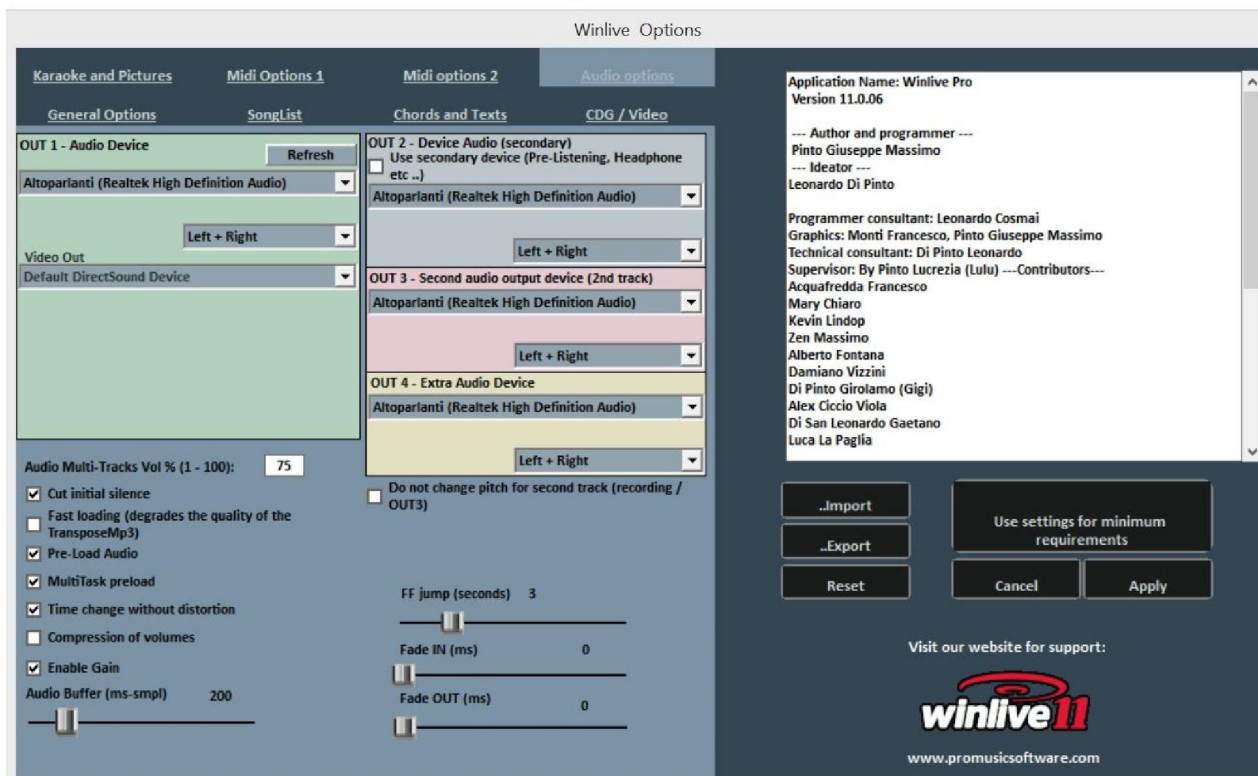 Winlive Options
Karaoke and Pictures
Midi Options 1
Midi options 2
Audio options
General Options
SongList
Chords and Texts
CDG / Video
OUT 1 - Audio Device
Refresh
Altoparlanti (Realtek High Definition Audio)
Left + Right
Video Out
Default DirectSound Device
OUT 2 - Device Audio (secondary)
Use secondary device (Pre-Listening, Headphone
etc ..)
Altoparlanti (Realtek High Definition Audio)
Left + Right
OUT 3 - Second audio output device (2nd track)
Altoparlanti (Realtek High Definition Audio)
Left + Right
OUT 4 - Extra Audio Device
Altoparlanti (Realtek High Definition Audio)
Left + Right
Audio Multi-Tracks Vol % (1 - 100): 75
Cut initial silence
Fast loading (degrades the quality of the
TransposeMp3)
Pre-Load Audio
MultiTask preload
Time change without distortion
Compression of volumes
Enable Gain
Audio Buffer (ms-smpl) 200
Do not change pitch for second track (recording /
OUT3)
FF jump (seconds) 3
Fade IN (ms) 0
Fade OUT (ms) 0
Application Name: Winlive Pro
Version 11.0.06
--- Author and programmer ---
Pinto Giuseppe Massimo
--- Ideator ---
Leonardo Di Pinto
Programmer consultant: Leonardo Cosmai
Graphics: Monti Francesco, Pinto Giuseppe Massimo
Technical consultant: Di Pinto Leonardo
Supervisor: By Pinto Lucrezia (Lulu) ---Contributors---
Acquafredda Francesco
Mary Chiaro
Kevin Lindop
Zen Massimo
Alberto Fontana
Damiano Vizzini
Di Pinto Girolamo (Gigi)
Alex Ciccio Viola
Di San Leonardo Gaetano
Luca La Paglia
..Import
..Export
Reset
Use settings for minimum
requirements
Cancel
Apply
Visit our website for support:
winlive11
www.promusicsoftware.com